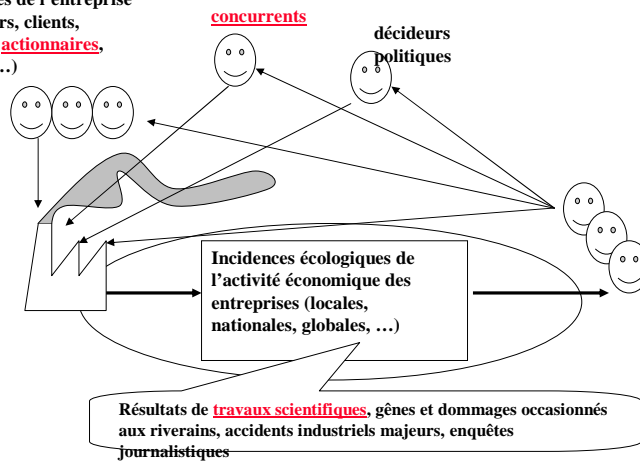 es de l'entreprise
rs, clients,
actionnaires,
…)
concurrents
décideurs
politiques
Incidences écologiques de
l'activité économique des
entreprises (locales,
nationales, globales, …)
Résultats de travaux scientifiques, gênes et dommages occasionnés
aux riverains, accidents industriels majeurs, enquêtes
journalistiques